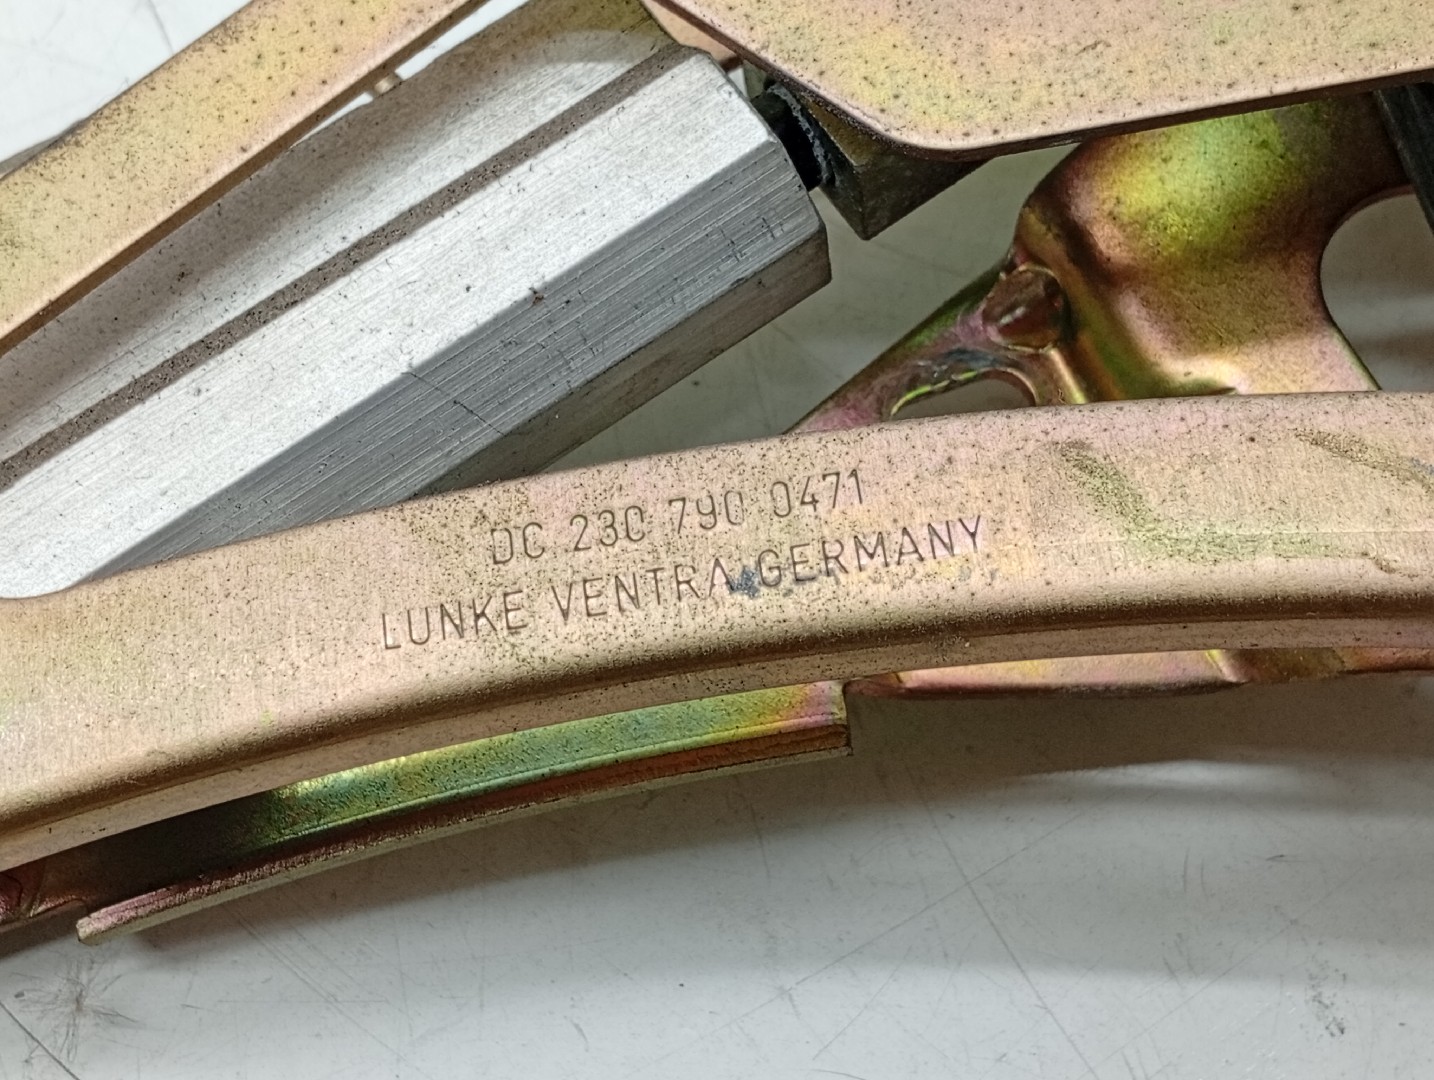 DC 230 790 0471
LUNKE VENTRA GERMANY